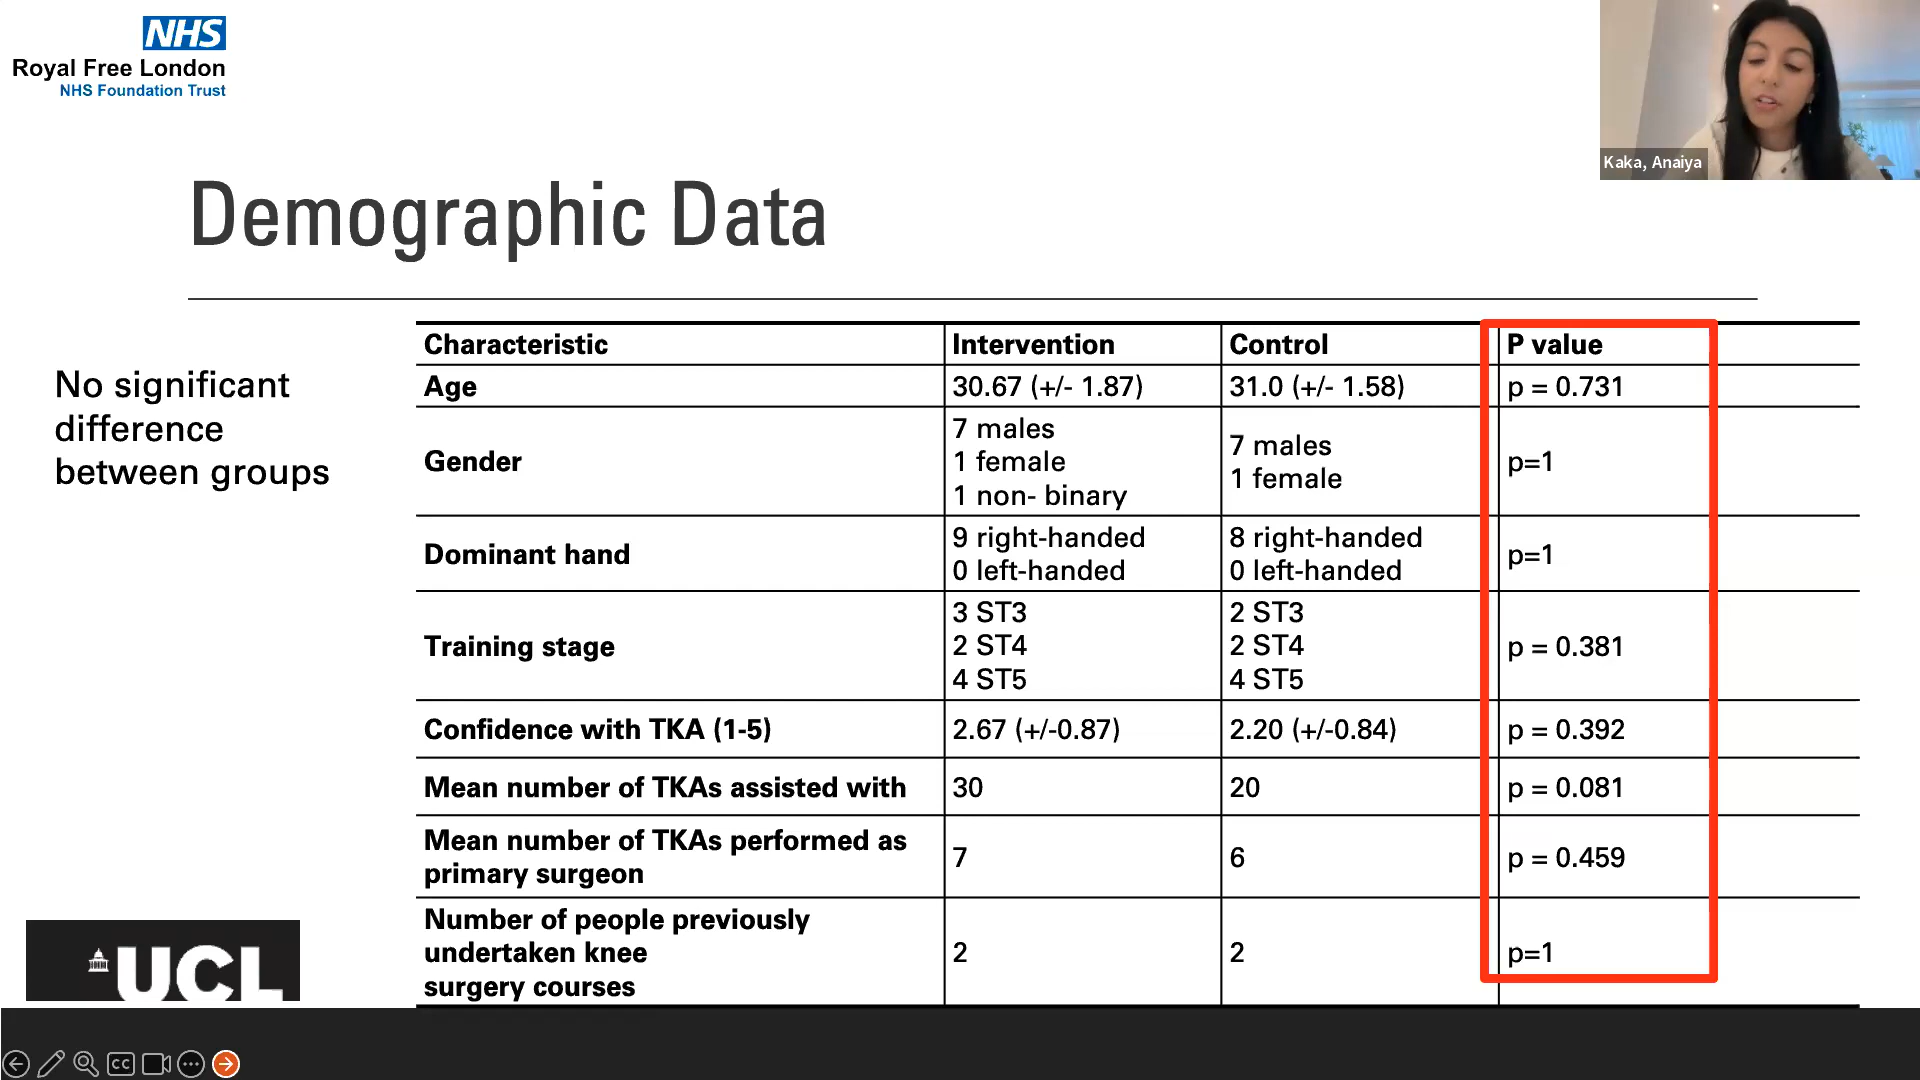 NHS
Royal Free London
NHS Foundation Trust
Kaka, Anaiya
Demographic Data
No significant
difference
between groups
Characteristic Intervention Control P value
Age 30.67 (+/- 1.87) 31.0 (+/- 1.58) p = 0.731
Gender
7 males
1 female
1 non- binary
7 males
1 female
p=1
Dominant hand
9 right-handed
0 left-handed
8 right-handed
0 left-handed
p=1
Training stage
3 ST3
2 ST4
4 ST5
2 ST3
2 ST4
4 ST5
p = 0.381
Confidence with TKA (1-5) 2.67 (+/-0.87) 2.20 (+/-0.84) p = 0.392
Mean number of TKAs assisted with 30 20 p = 0.081
Mean number of TKAs performed as
primary surgeon
7 6 p = 0.459
Number of people previously
undertaken knee
surgery courses
2 2 p=1
UCL
CC